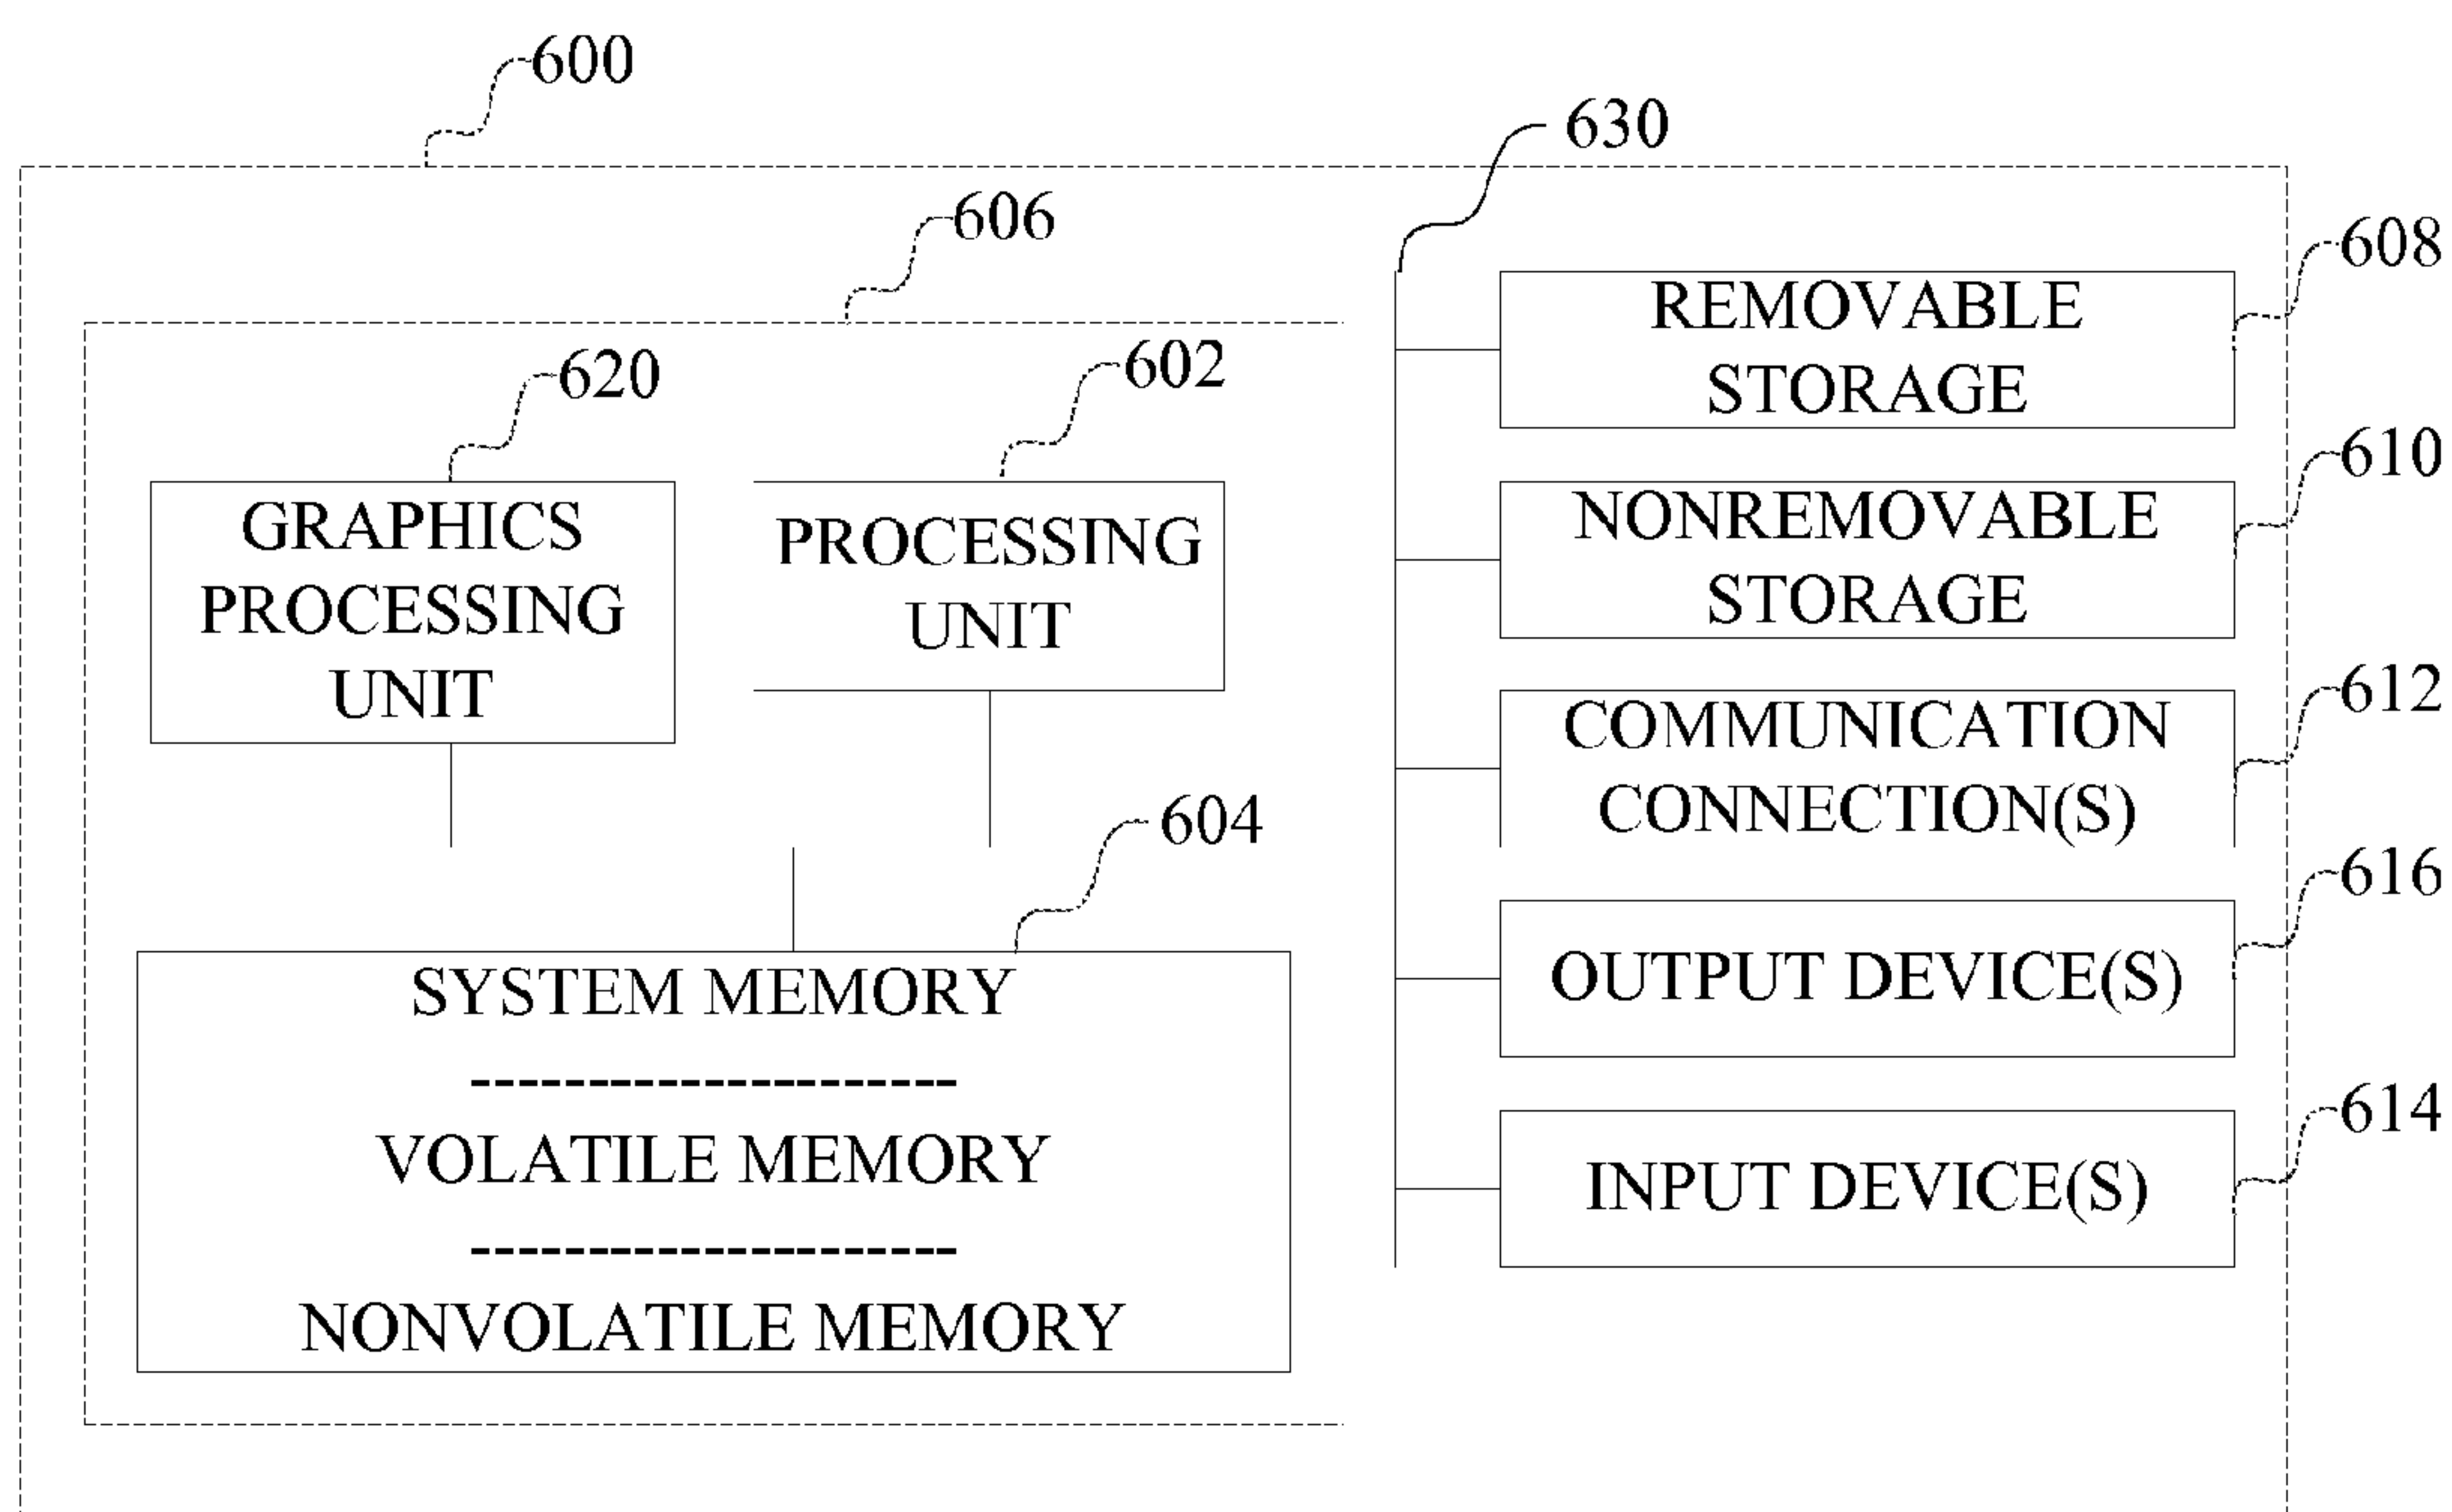 600
630
606
608
REMOVABLE
STORAGE
620
602
610
GRAPHICS
PROCESSING
UNIT
PROCESSING
UNIT
NONREMOVABLE
STORAGE
612
COMMUNICATION
CONNECTION(S)
604
616
SYSTEM MEMORY
----------------------
VOLATILE MEMORY
----------------------
NONVOLATILE MEMORY
OUTPUT DEVICE(S)
614
INPUT DEVICE(S)